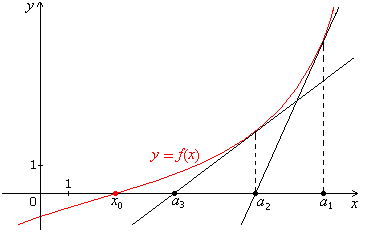 y
y = f(x)
1
0
1
x₀
a₃
a₂
a₁
x